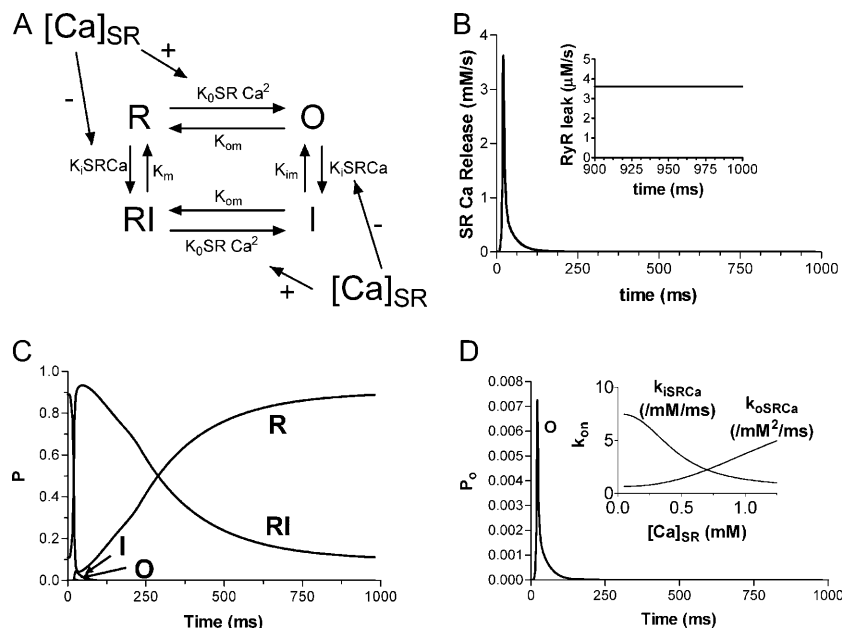 A
[Ca]SR
+
-
K0SR Ca2
R
O
Kom
KiSRCa
Km
Kim
KiSRCa
Kom
RI
I
K0SR Ca2
-
+
[Ca]SR
B
SR Ca Release (mM/s)
4
3
2
1
0
0 250 500 750 1000
time (ms)
RyR leak (μM/s)
5
4
3
2
1
0
900 925 950 975 1000
time (ms)
C
P
1.0
0.8
0.6
0.4
0.2
0.0
R
RI
I
O
0 250 500 750 1000
Time (ms)
D
Po
0.008
0.007
0.006
0.005
0.004
0.003
0.002
0.001
0.000
O
0 250 500 750 1000
Time (ms)
kon
10
5
0
kiSRCa
(/mM/ms)
koSRCa
(/mM2/ms)
0.0 0.5 1.0
[Ca]SR (mM)